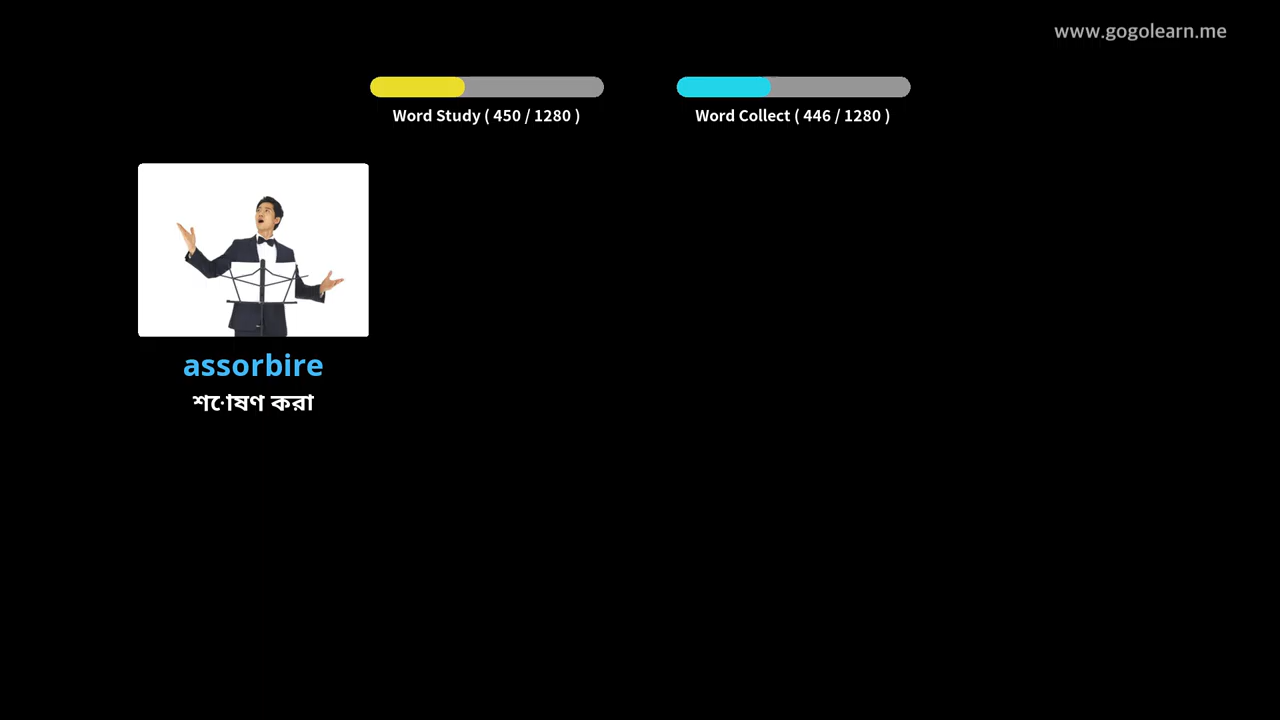 www.gogolearn.me
Word Study ( 450 / 1280 )
Word Collect ( 446 / 1280 )
assorbire
শোষণ করা